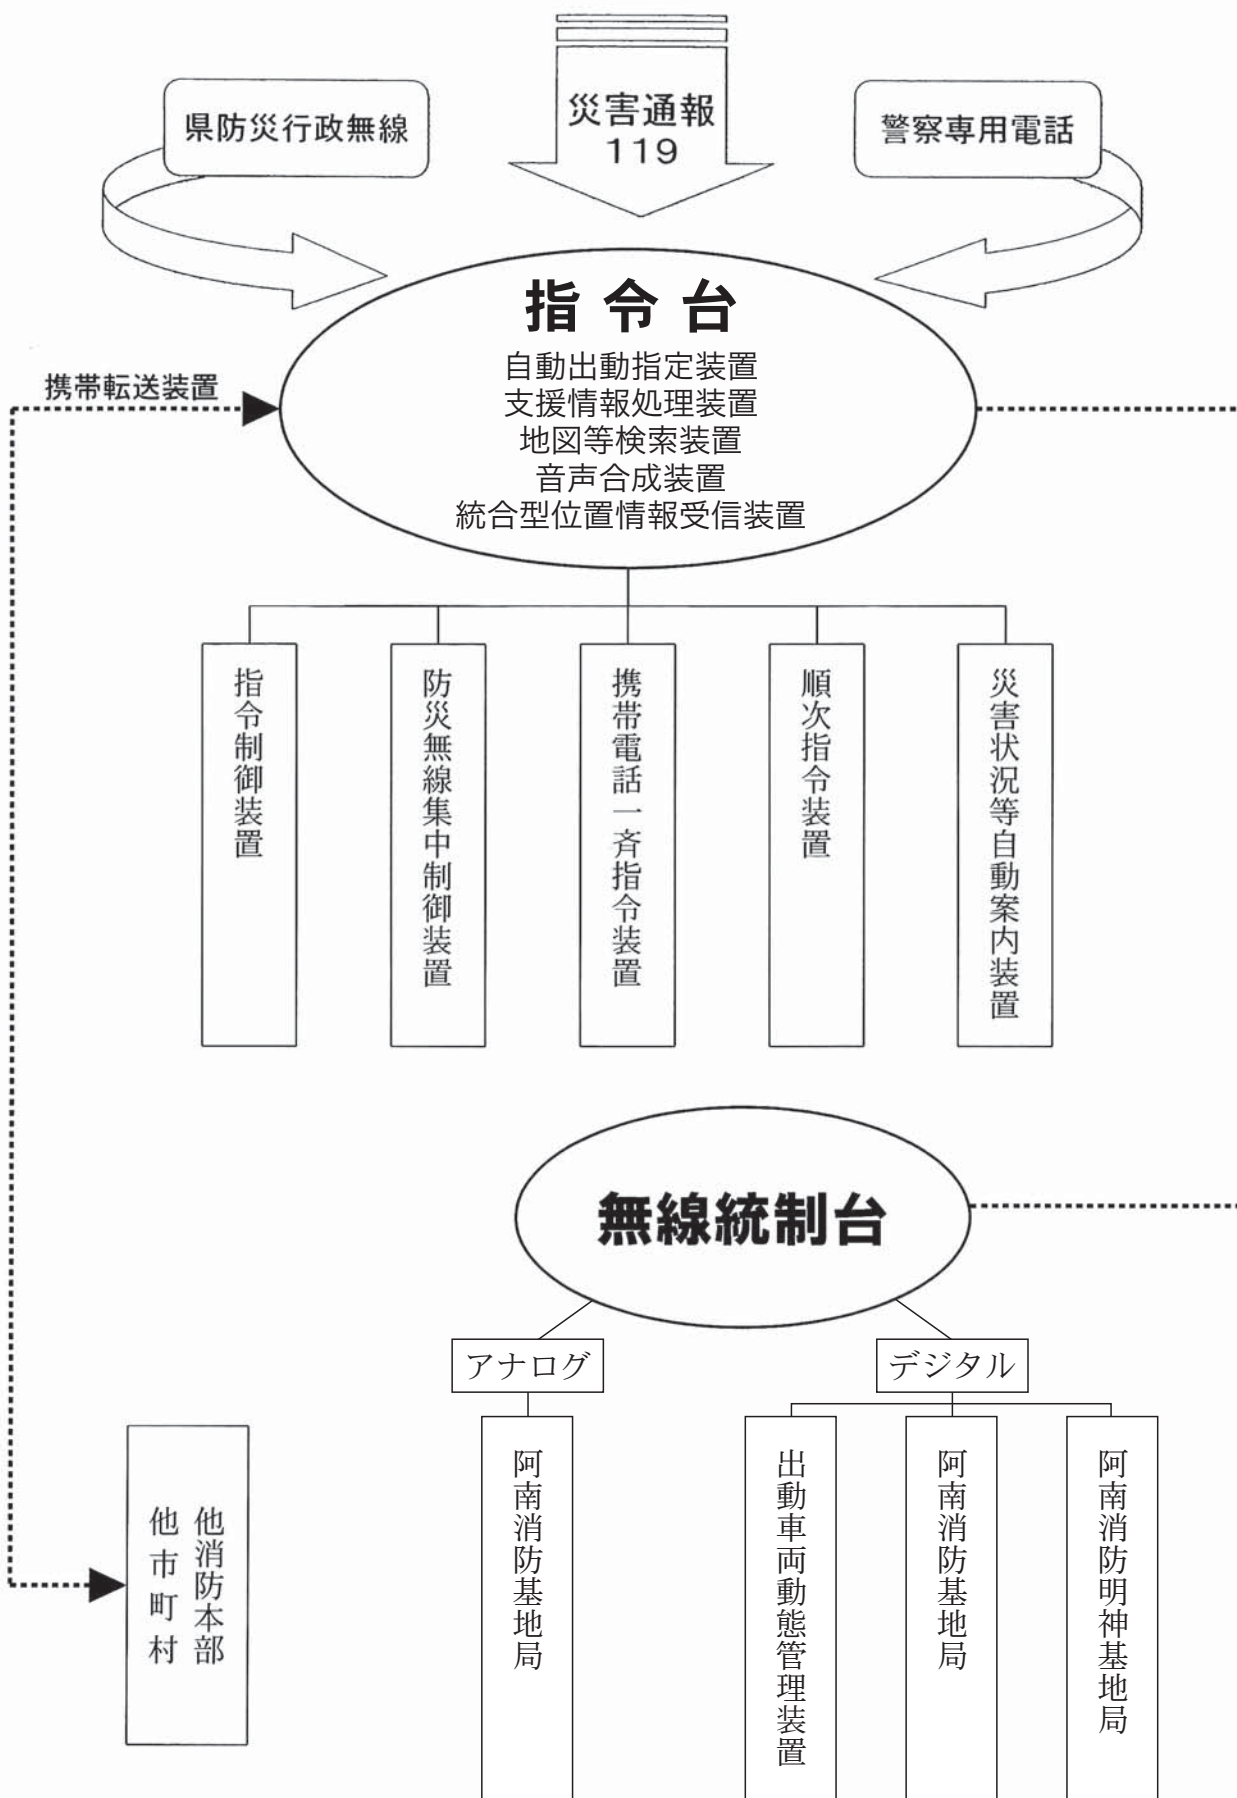 県防災行政無線
災害通報
119
警察専用電話
指令台
自動出動指定装置
支援情報処理装置
地図等検索装置
音声合成装置
統合型位置情報受信装置
携帯転送装置
指令制御装置
防災無線集中制御装置
携帯電話一斉指令装置
順次指令装置
災害状況等自動案内装置
無線統制台
アナログ
デジタル
阿南消防基地局
出動車両動態管理装置
阿南消防基地局
阿南消防明神基地局
他消防本部
他市町村